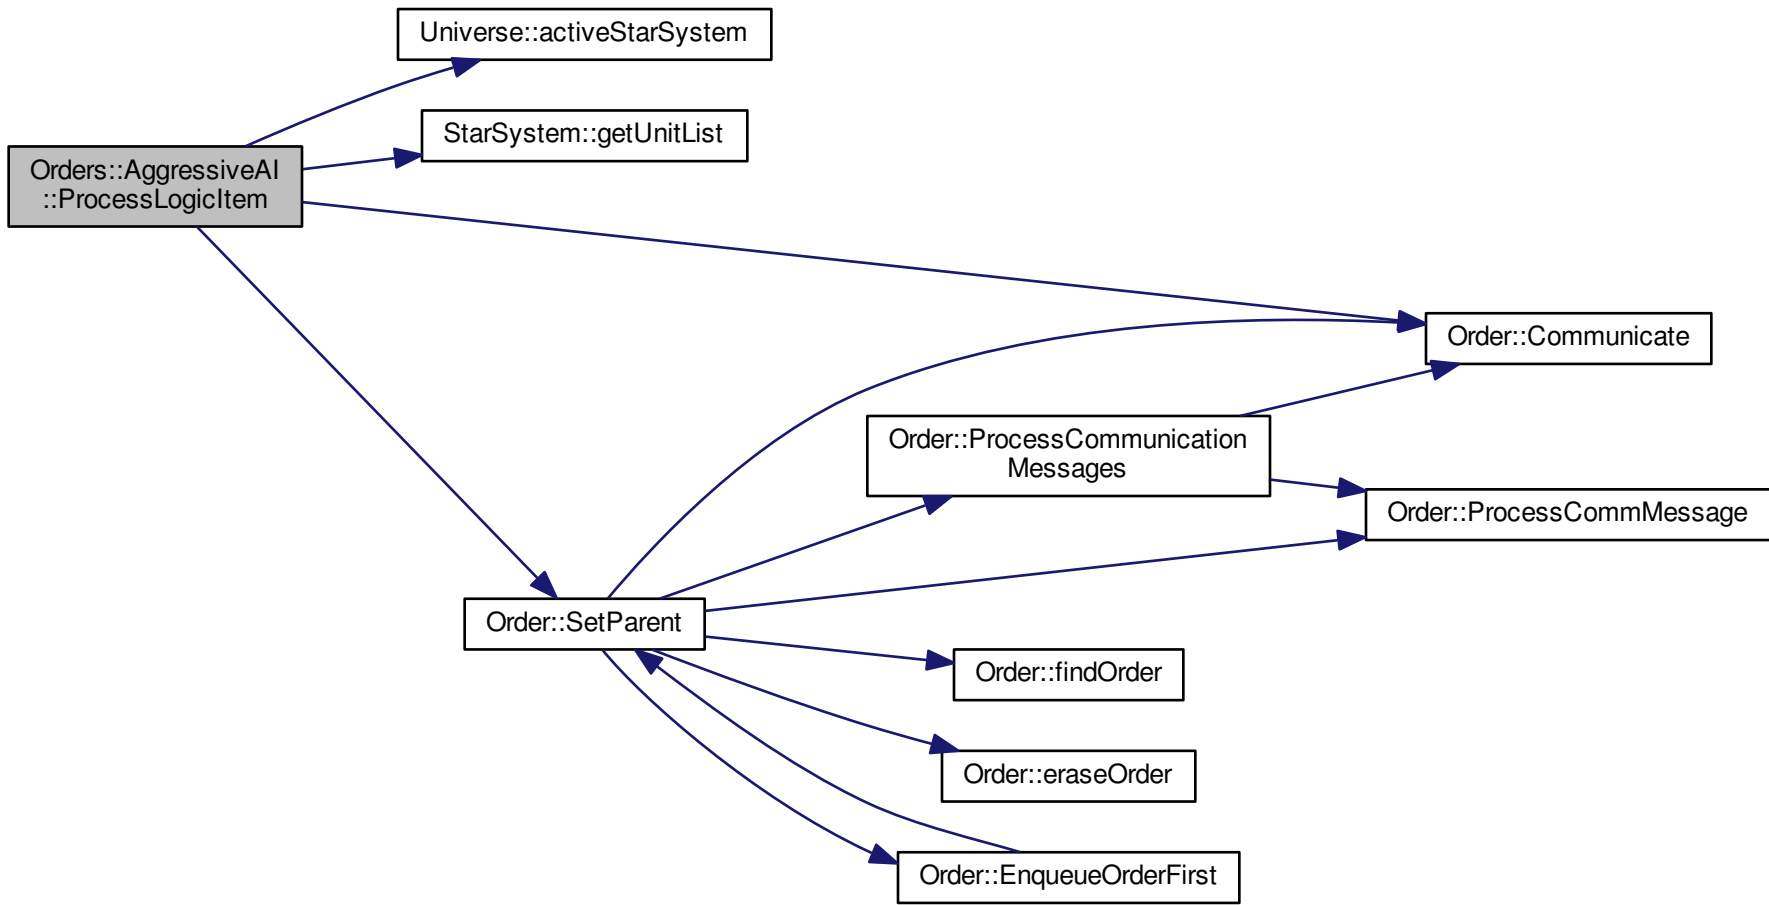 Universe::activeStarSystem
StarSystem::getUnitList
Orders::AggressiveAI
::ProcessLogicItem
Order::Communicate
Order::ProcessCommunication
Messages
Order::ProcessCommMessage
Order::SetParent
Order::findOrder
Order::eraseOrder
Order::EnqueueOrderFirst